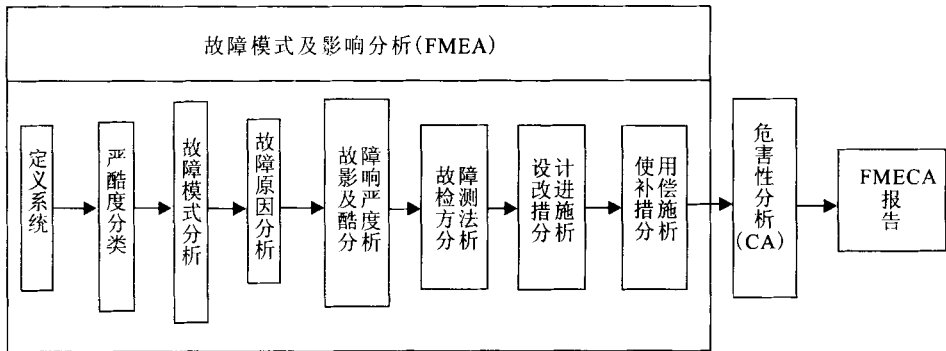 故障模式及影响分析(FMEA)
定义系统
严酷度分类
故障模式分析
故障原因分析
故障
影响
及严
酷度
分析
故障
检测
方法
分析
设计
改进
措施
分析
使用
补偿
措施
分析
危害性分析
(CA)
FMECA
报告